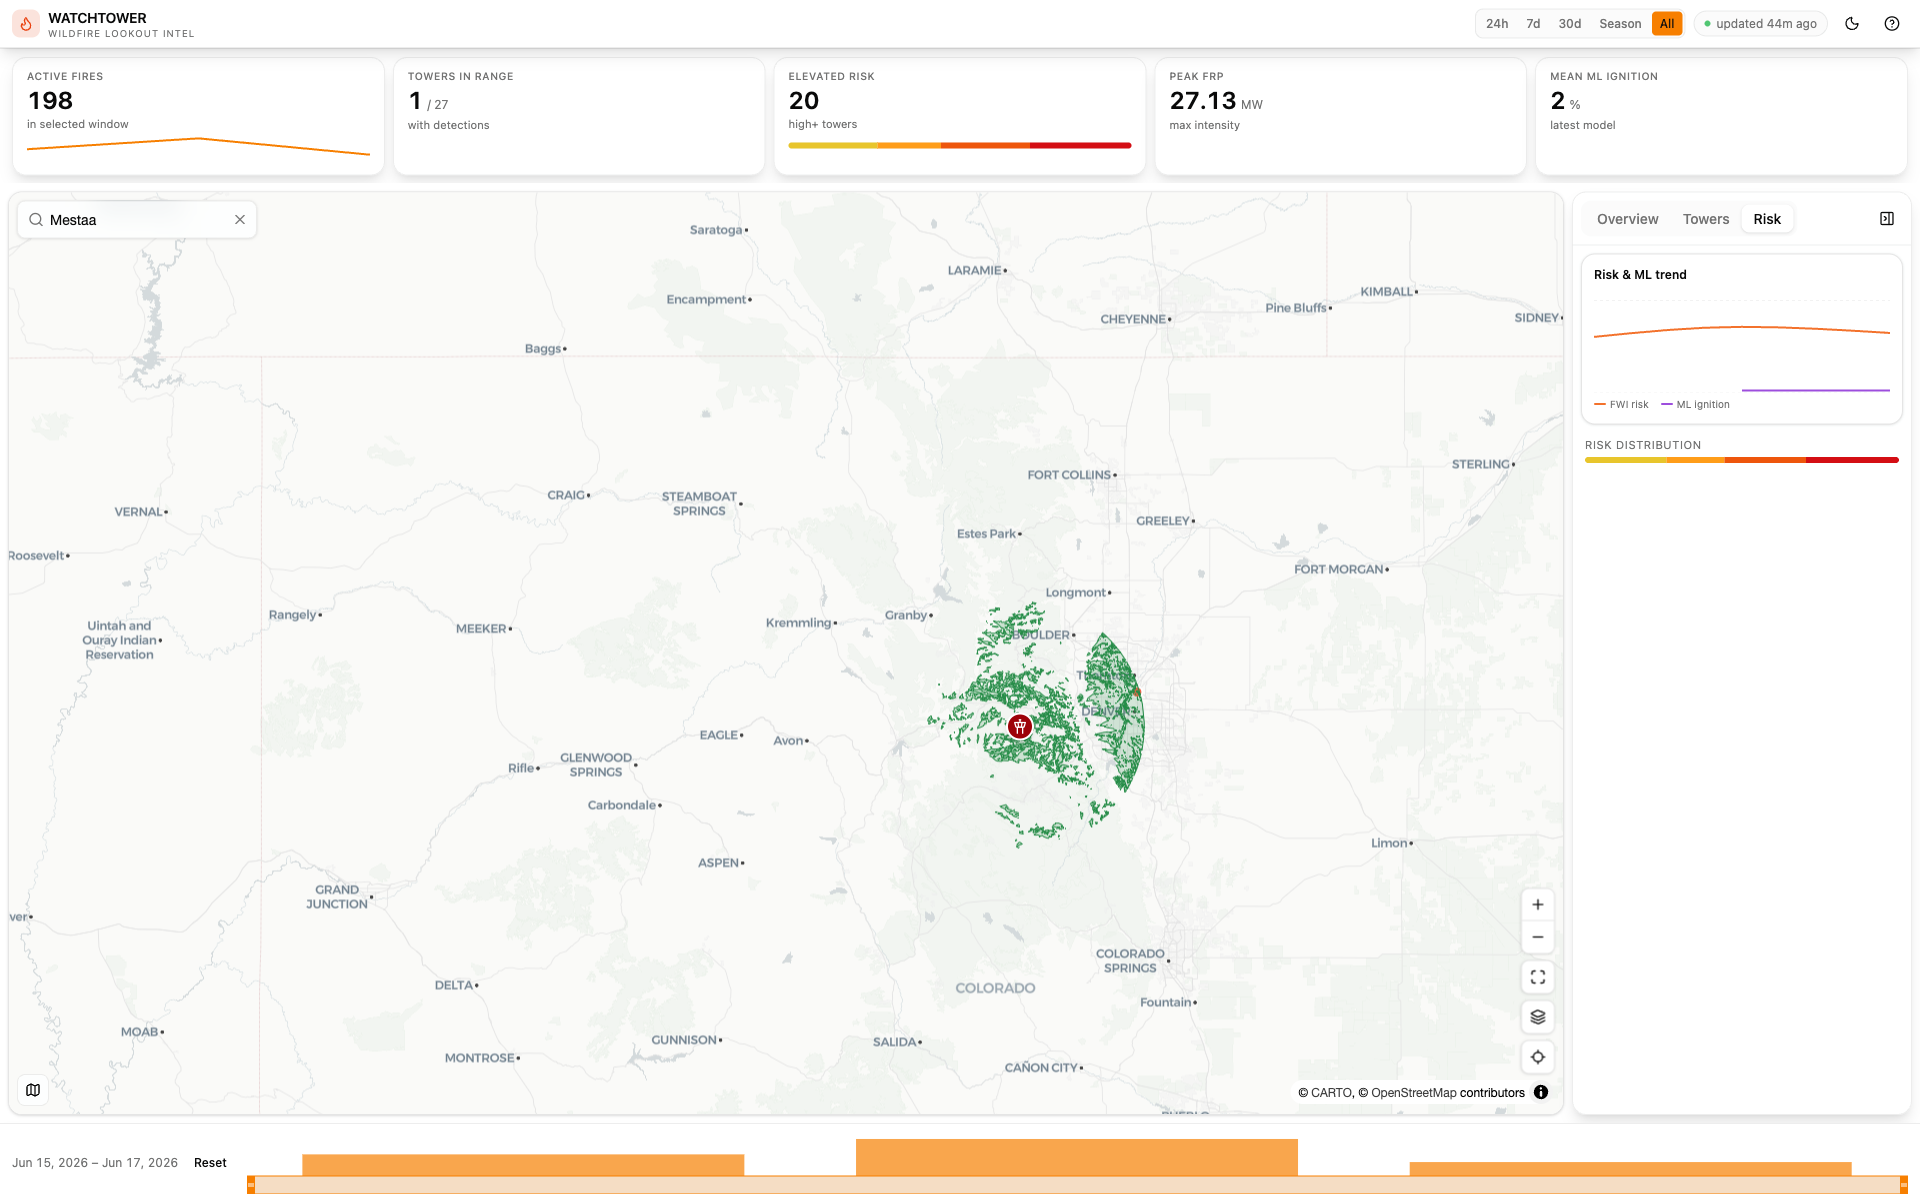 WATCHTOWER
WILDFIRE LOOKOUT INTEL
24h 7d 30d Season All
updated 44m ago
ACTIVE FIRES
198
in selected window
TOWERS IN RANGE
1 / 27
with detections
ELEVATED RISK
20
high+ towers
PEAK FRP
27.13 MW
max intensity
MEAN ML IGNITION
2 %
latest model
Mestaa
Saratoga
LARAMIE
Encampment
KIMBALL
Pine Bluffs
CHEYENNE
SIDNEY
Baggs
STERLING
FORT COLLINS
CRAIG
STEAMBOAT
SPRINGS
VERNAL
GREELEY
Estes Park
Roosevelt
FORT MORGAN
Longmont
Rangely
Granby
Kremmling
MEEKER
Uintah and
Ouray Indian
Reservation
BOULDER
EAGLE
Avon
GLENWOOD
SPRINGS
Rifle
Carbondale
Limon
ASPEN
GRAND
JUNCTION
ver
COLORADO
SPRINGS
DELTA
COLORADO
Fountain
MOAB
GUNNISON
SALIDA
MONTROSE
CAÑON CITY
© CARTO, © OpenStreetMap contributors
Overview Towers Risk
Risk & ML trend
FWI risk ML ignition
RISK DISTRIBUTION
Jun 15, 2026 – Jun 17, 2026 Reset